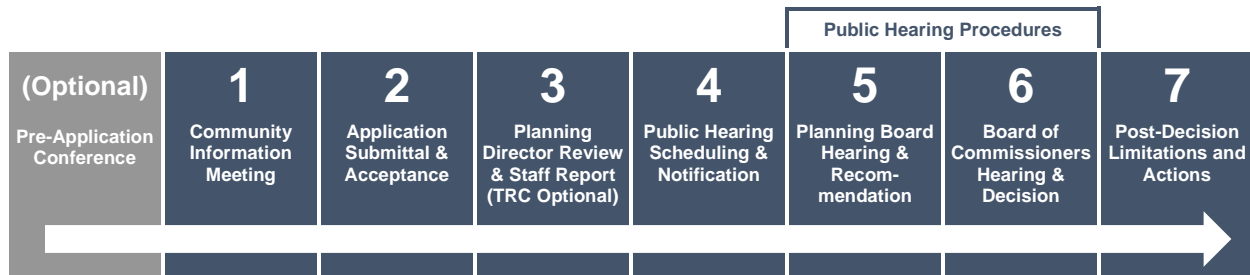 Public Hearing Procedures
(Optional)
Pre-Application
Conference
1
Community
Information
Meeting
2
Application
Submittal &
Acceptance
3
Planning
Director Review
& Staff Report
(TRC Optional)
4
Public Hearing
Scheduling &
Notification
5
Planning Board
Hearing &
Recom-
mendation
6
Board of
Commissioners
Hearing &
Decision
7
Post-Decision
Limitations and
Actions